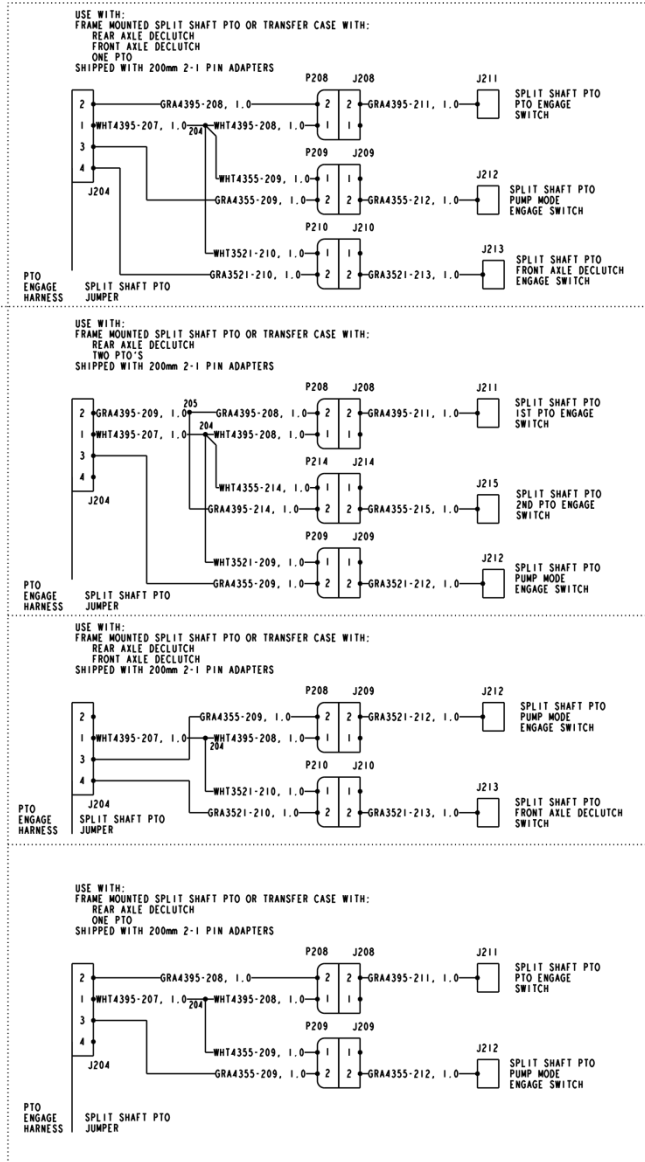 USE WITH:
FRAME MOUNTED SPLIT SHAFT PTO OR TRANSFER CASE WITH:
REAR AXLE DECLUTCH
FRONT AXLE DECLUTCH
ONE PTO
SHIPPED WITH 200mm 2-1 PIN ADAPTERS
P208 J208 J211
2 GRA4395-208, 1.0 2 2 GRA4395-211, 1.0 SPLIT SHAFT PTO
PTO ENGAGE
SWITCH
1 WHT4395-207, 1.0 204 WHT4395-208, 1.0 1 1
3
4
J204
P209 J209
WHT4355-209, 1.0 1 1
GRA4355-209, 1.0 2 2 GRA4355-212, 1.0
J212
SPLIT SHAFT PTO
PUMP MODE
ENGAGE SWITCH
P210 J210
WHT3521-210, 1.0 1 1
GRA3521-210, 1.0 2 2 GRA3521-213, 1.0
J213
SPLIT SHAFT PTO
FRONT AXLE DECLUTCH
ENGAGE SWITCH
PTO
ENGAGE
HARNESS
SPLIT SHAFT PTO
JUMPER
USE WITH:
FRAME MOUNTED SPLIT SHAFT PTO OR TRANSFER CASE WITH:
REAR AXLE DECLUTCH
TWO PTO'S
SHIPPED WITH 200mm 2-1 PIN ADAPTERS
P208 J208 J211
2 GRA4395-209, 1.0 205 GRA4395-208, 1.0 2 2 GRA4395-211, 1.0
SPLIT SHAFT PTO
1ST PTO ENGAGE
SWITCH
1 WHT4395-207, 1.0 204 WHT4395-208, 1.0 1 1
3
4
J204
P214 J214
WHT4355-214, 1.0 1 1
GRA4395-214, 1.0 2 2 GRA4355-215, 1.0
J215
SPLIT SHAFT PTO
2ND PTO ENGAGE
SWITCH
P209 J209
WHT3521-209, 1.0 1 1
GRA4355-209, 1.0 2 2 GRA3521-212, 1.0
J212
SPLIT SHAFT PTO
PUMP MODE
ENGAGE SWITCH
PTO
ENGAGE
HARNESS
SPLIT SHAFT PTO
JUMPER
USE WITH:
FRAME MOUNTED SPLIT SHAFT PTO OR TRANSFER CASE WITH:
REAR AXLE DECLUTCH
FRONT AXLE DECLUTCH
SHIPPED WITH 200mm 2-1 PIN ADAPTERS
P208 J209 J212
2 GRA4355-209, 1.0 2 2 GRA3521-212, 1.0
SPLIT SHAFT PTO
PUMP MODE
ENGAGE SWITCH
1 WHT4395-207, 1.0 204 WHT4395-208, 1.0 1 1
3
4
J204
P210 J210
WHT3521-210, 1.0 1 1
GRA3521-210, 1.0 2 2 GRA3521-213, 1.0
J213
SPLIT SHAFT PTO
FRONT AXLE DECLUTCH
SWITCH
PTO
ENGAGE
HARNESS
SPLIT SHAFT PTO
JUMPER
USE WITH:
FRAME MOUNTED SPLIT SHAFT PTO OR TRANSFER CASE WITH:
REAR AXLE DECLUTCH
ONE PTO
SHIPPED WITH 200mm 2-1 PIN ADAPTERS
P208 J208 J211
2 GRA4395-208, 1.0 2 2 GRA4395-211, 1.0
SPLIT SHAFT PTO
PTO ENGAGE
SWITCH
1 WHT4395-207, 1.0 204 WHT4395-208, 1.0 1 1
3
4
J204
P209 J209
WHT4355-209, 1.0 1 1
GRA4355-209, 1.0 2 2 GRA4355-212, 1.0
J212
SPLIT SHAFT PTO
PUMP MODE
ENGAGE SWITCH
PTO
ENGAGE
HARNESS
SPLIT SHAFT PTO
JUMPER